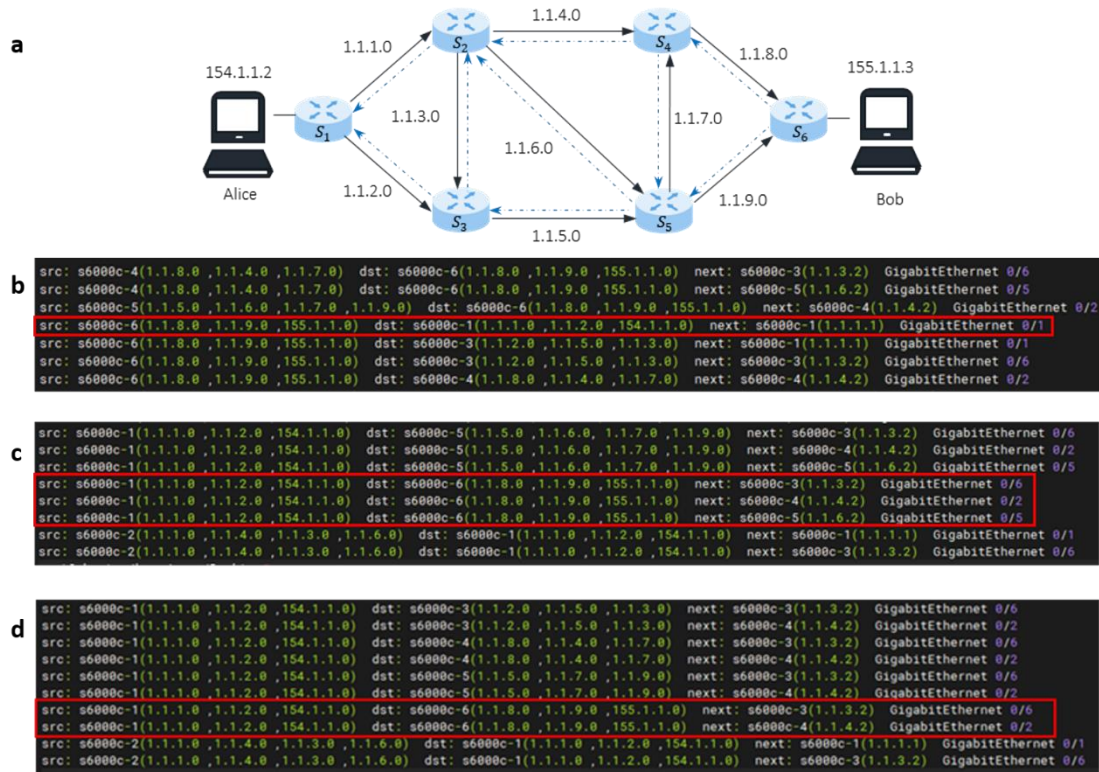 a
1.1.4.0
S2
S4
1.1.1.0
1.1.8.0
154.1.1.2
155.1.1.3
S1
1.1.3.0
1.1.7.0
S6
1.1.6.0
Alice
1.1.2.0
S3
S5
1.1.9.0
Bob
1.1.5.0
b
src: s6000c-4(1.1.8.0 ,1.1.4.0 ,1.1.7.0) dst: s6000c-6(1.1.8.0 ,1.1.9.0 ,155.1.1.0) next: s6000c-3(1.1.3.2) GigabitEthernet 0/6
src: s6000c-4(1.1.8.0 ,1.1.4.0 ,1.1.7.0) dst: s6000c-6(1.1.8.0 ,1.1.9.0 ,155.1.1.0) next: s6000c-5(1.1.6.2) GigabitEthernet 0/5
src: s6000c-5(1.1.5.0 ,1.1.6.0 ,1.1.7.0 ,1.1.9.0) dst: s6000c-6(1.1.8.0 ,1.1.9.0 ,155.1.1.0) next: s6000c-4(1.1.4.2) GigabitEthernet 0/2
src: s6000c-6(1.1.8.0 ,1.1.9.0 ,155.1.1.0) dst: s6000c-1(1.1.1.0 ,1.1.2.0 ,154.1.1.0) next: s6000c-1(1.1.1.1) GigabitEthernet 0/1
src: s6000c-6(1.1.8.0 ,1.1.9.0 ,155.1.1.0) dst: s6000c-3(1.1.2.0 ,1.1.5.0 ,1.1.3.0) next: s6000c-1(1.1.1.1) GigabitEthernet 0/1
src: s6000c-6(1.1.8.0 ,1.1.9.0 ,155.1.1.0) dst: s6000c-3(1.1.2.0 ,1.1.5.0 ,1.1.3.0) next: s6000c-3(1.1.3.2) GigabitEthernet 0/6
src: s6000c-6(1.1.8.0 ,1.1.9.0 ,155.1.1.0) dst: s6000c-4(1.1.8.0 ,1.1.4.0 ,1.1.7.0) next: s6000c-4(1.1.4.2) GigabitEthernet 0/2
c
src: s6000c-1(1.1.1.0 ,1.1.2.0 ,154.1.1.0) dst: s6000c-5(1.1.5.0 ,1.1.6.0, 1.1.7.0 ,1.1.9.0) next: s6000c-3(1.1.3.2) GigabitEthernet 0/6
src: s6000c-1(1.1.1.0 ,1.1.2.0 ,154.1.1.0) dst: s6000c-5(1.1.5.0 ,1.1.6.0 ,1.1.7.0 ,1.1.9.0) next: s6000c-4(1.1.4.2) GigabitEthernet 0/2
src: s6000c-1(1.1.1.0 ,1.1.2.0 ,154.1.1.0) dst: s6000c-5(1.1.5.0 ,1.1.6.0 ,1.1.7.0 ,1.1.9.0) next: s6000c-5(1.1.6.2) GigabitEthernet 0/5
src: s6000c-1(1.1.1.0 ,1.1.2.0 ,154.1.1.0) dst: s6000c-6(1.1.8.0 ,1.1.9.0 ,155.1.1.0) next: s6000c-3(1.1.3.2) GigabitEthernet 0/6
src: s6000c-1(1.1.1.0 ,1.1.2.0 ,154.1.1.0) dst: s6000c-6(1.1.8.0 ,1.1.9.0 ,155.1.1.0) next: s6000c-4(1.1.4.2) GigabitEthernet 0/2
src: s6000c-1(1.1.1.0 ,1.1.2.0 ,154.1.1.0) dst: s6000c-6(1.1.8.0 ,1.1.9.0 ,155.1.1.0) next: s6000c-5(1.1.6.2) GigabitEthernet 0/5
src: s6000c-2(1.1.1.0 ,1.1.4.0 ,1.1.3.0 ,1.1.6.0) dst: s6000c-1(1.1.1.0 ,1.1.2.0 ,154.1.1.0) next: s6000c-1(1.1.1.1) GigabitEthernet 0/1
src: s6000c-2(1.1.1.0 ,1.1.4.0 ,1.1.3.0 ,1.1.6.0) dst: s6000c-1(1.1.1.0 ,1.1.2.0 ,154.1.1.0) next: s6000c-3(1.1.3.2) GigabitEthernet 0/6
d
src: s6000c-1(1.1.1.0 ,1.1.2.0 ,154.1.1.0) dst: s6000c-3(1.1.2.0 ,1.1.5.0 ,1.1.3.0) next: s6000c-3(1.1.3.2) GigabitEthernet 0/6
src: s6000c-1(1.1.1.0 ,1.1.2.0 ,154.1.1.0) dst: s6000c-3(1.1.2.0 ,1.1.5.0 ,1.1.3.0) next: s6000c-4(1.1.4.2) GigabitEthernet 0/2
src: s6000c-1(1.1.1.0 ,1.1.2.0 ,154.1.1.0) dst: s6000c-4(1.1.8.0 ,1.1.4.0 ,1.1.7.0) next: s6000c-3(1.1.3.2) GigabitEthernet 0/6
src: s6000c-1(1.1.1.0 ,1.1.2.0 ,154.1.1.0) dst: s6000c-4(1.1.8.0 ,1.1.4.0 ,1.1.7.0) next: s6000c-4(1.1.4.2) GigabitEthernet 0/2
src: s6000c-1(1.1.1.0 ,1.1.2.0 ,154.1.1.0) dst: s6000c-5(1.1.5.0 ,1.1.7.0 ,1.1.9.0) next: s6000c-3(1.1.3.2) GigabitEthernet 0/6
src: s6000c-1(1.1.1.0 ,1.1.2.0 ,154.1.1.0) dst: s6000c-5(1.1.5.0 ,1.1.7.0 ,1.1.9.0) next: s6000c-4(1.1.4.2) GigabitEthernet 0/2
src: s6000c-1(1.1.1.0 ,1.1.2.0 ,154.1.1.0) dst: s6000c-6(1.1.8.0 ,1.1.9.0 ,155.1.1.0) next: s6000c-3(1.1.3.2) GigabitEthernet 0/6
src: s6000c-1(1.1.1.0 ,1.1.2.0 ,154.1.1.0) dst: s6000c-6(1.1.8.0 ,1.1.9.0 ,155.1.1.0) next: s6000c-4(1.1.4.2) GigabitEthernet 0/2
src: s6000c-2(1.1.1.0 ,1.1.4.0 ,1.1.3.0 ,1.1.6.0) dst: s6000c-1(1.1.1.0 ,1.1.2.0 ,154.1.1.0) next: s6000c-1(1.1.1.1) GigabitEthernet 0/1
src: s6000c-2(1.1.1.0 ,1.1.4.0 ,1.1.3.0 ,1.1.6.0) dst: s6000c-1(1.1.1.0 ,1.1.2.0 ,154.1.1.0) next: s6000c-3(1.1.3.2) GigabitEthernet 0/6